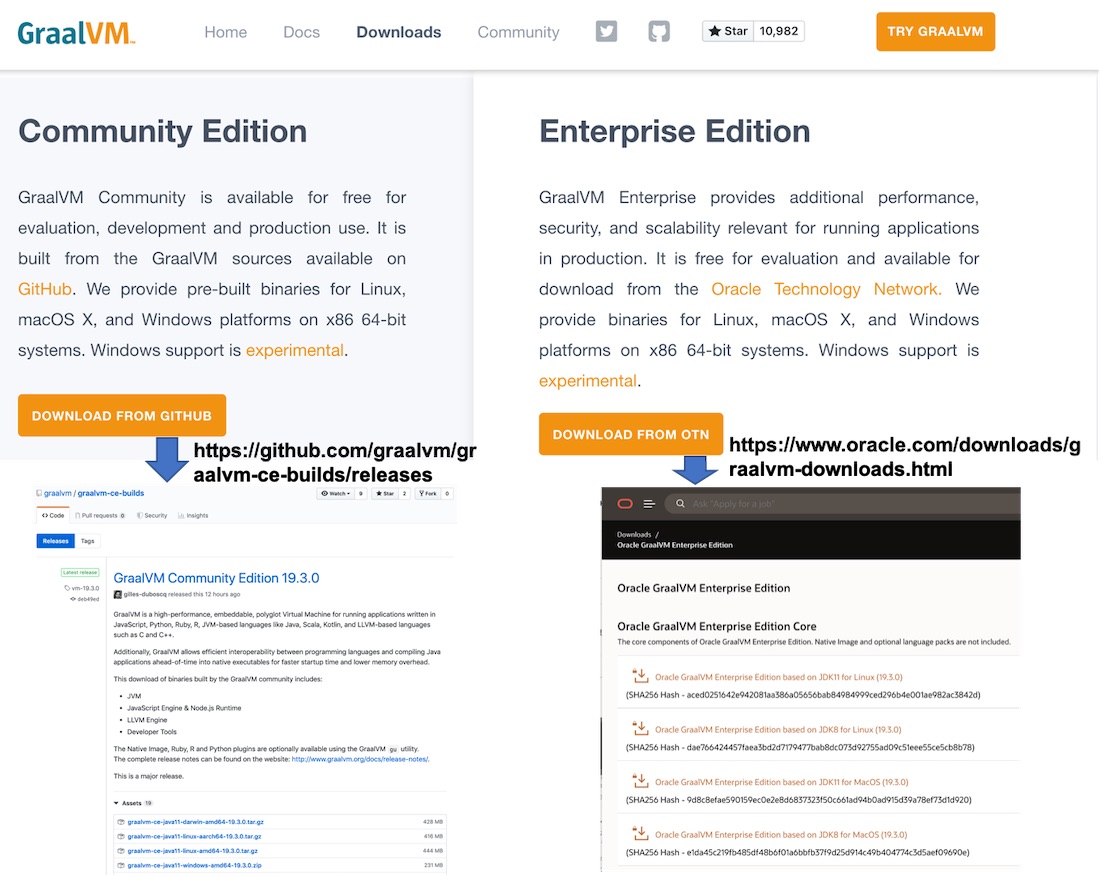 GraalVM™
Home
Docs
Downloads
Community
Star
10,982
TRY GRAALVM
Community Edition
GraalVM Community is available for free for
evaluation, development and production use. It is
built from the GraalVM sources available on
GitHub. We provide pre-built binaries for Linux,
macOS X, and Windows platforms on x86 64-bit
systems. Windows support is experimental.
DOWNLOAD FROM GITHUB
https://github.com/graalvm/gr
aalvm-ce-builds/releases
graalvm / graalvm-ce-builds
Watch
9
Star
2
Fork
0
Code
Pull requests 0
Security
Insights
Releases
Tags
Latest release
vm-19.3.0
deb49ed
GraalVM Community Edition 19.3.0
gilles-duboscq released this 12 hours ago
GraalVM is a high-performance, embeddable, polyglot Virtual Machine for running applications written in
JavaScript, Python, Ruby, R, JVM-based languages like Java, Scala, Kotlin, and LLVM-based languages
such as C and C++.
Additionally, GraalVM allows efficient interoperability between programming languages and compiling Java
applications ahead-of-time into native executables for faster startup time and lower memory overhead.
This download of binaries built by the GraalVM community includes:
• JVM
• JavaScript Engine & Node.js Runtime
• LLVM Engine
• Developer Tools
The Native Image, Ruby, R and Python plugins are optionally available using the GraalVM gu utility.
The complete release notes can be found on the website: http://www.graalvm.org/docs/release-notes/.
This is a major release.
Assets 19
graalvm-ce-java11-darwin-amd64-19.3.0.tar.gz 428 MB
graalvm-ce-java11-linux-aarch64-19.3.0.tar.gz 416 MB
graalvm-ce-java11-linux-amd64-19.3.0.tar.gz 444 MB
graalvm-ce-java11-windows-amd64-19.3.0.zip 231 MB
Enterprise Edition
GraalVM Enterprise provides additional performance,
security, and scalability relevant for running applications
in production. It is free for evaluation and available for
download from the Oracle Technology Network. We
provide binaries for Linux, macOS X, and Windows
platforms on x86 64-bit systems. Windows support is
experimental.
DOWNLOAD FROM OTN
https://www.oracle.com/downloads/g
raalvm-downloads.html
Ask "Apply for a job"
Downloads /
Oracle GraalVM Enterprise Edition
Oracle GraalVM Enterprise Edition
Oracle GraalVM Enterprise Edition Core
The core components of Oracle GraalVM Enterprise Edition. Native Image and optional language packs are not included.
Oracle GraalVM Enterprise Edition based on JDK11 for Linux (19.3.0)
(SHA256 Hash - aced0251642e942081aa386a05656bab84984999ced296b4e001ae982ac3842d)
Oracle GraalVM Enterprise Edition based on JDK8 for Linux (19.3.0)
(SHA256 Hash - dae766424457faea3bd2d7179477bab8dc073d92755ad09c51eee55ce5cb8b78)
Oracle GraalVM Enterprise Edition based on JDK11 for MacOS (19.3.0)
(SHA256 Hash - 9d8c8efae590159ec0e2e8d6837323f50c661ad94b0ad915d39a78ef73d1d920)
Oracle GraalVM Enterprise Edition based on JDK8 for MacOS (19.3.0)
(SHA256 Hash - e1da45c219fb485df48b6f01a6bbfb37f9d25d914c49b404774c3d5aef09690e)